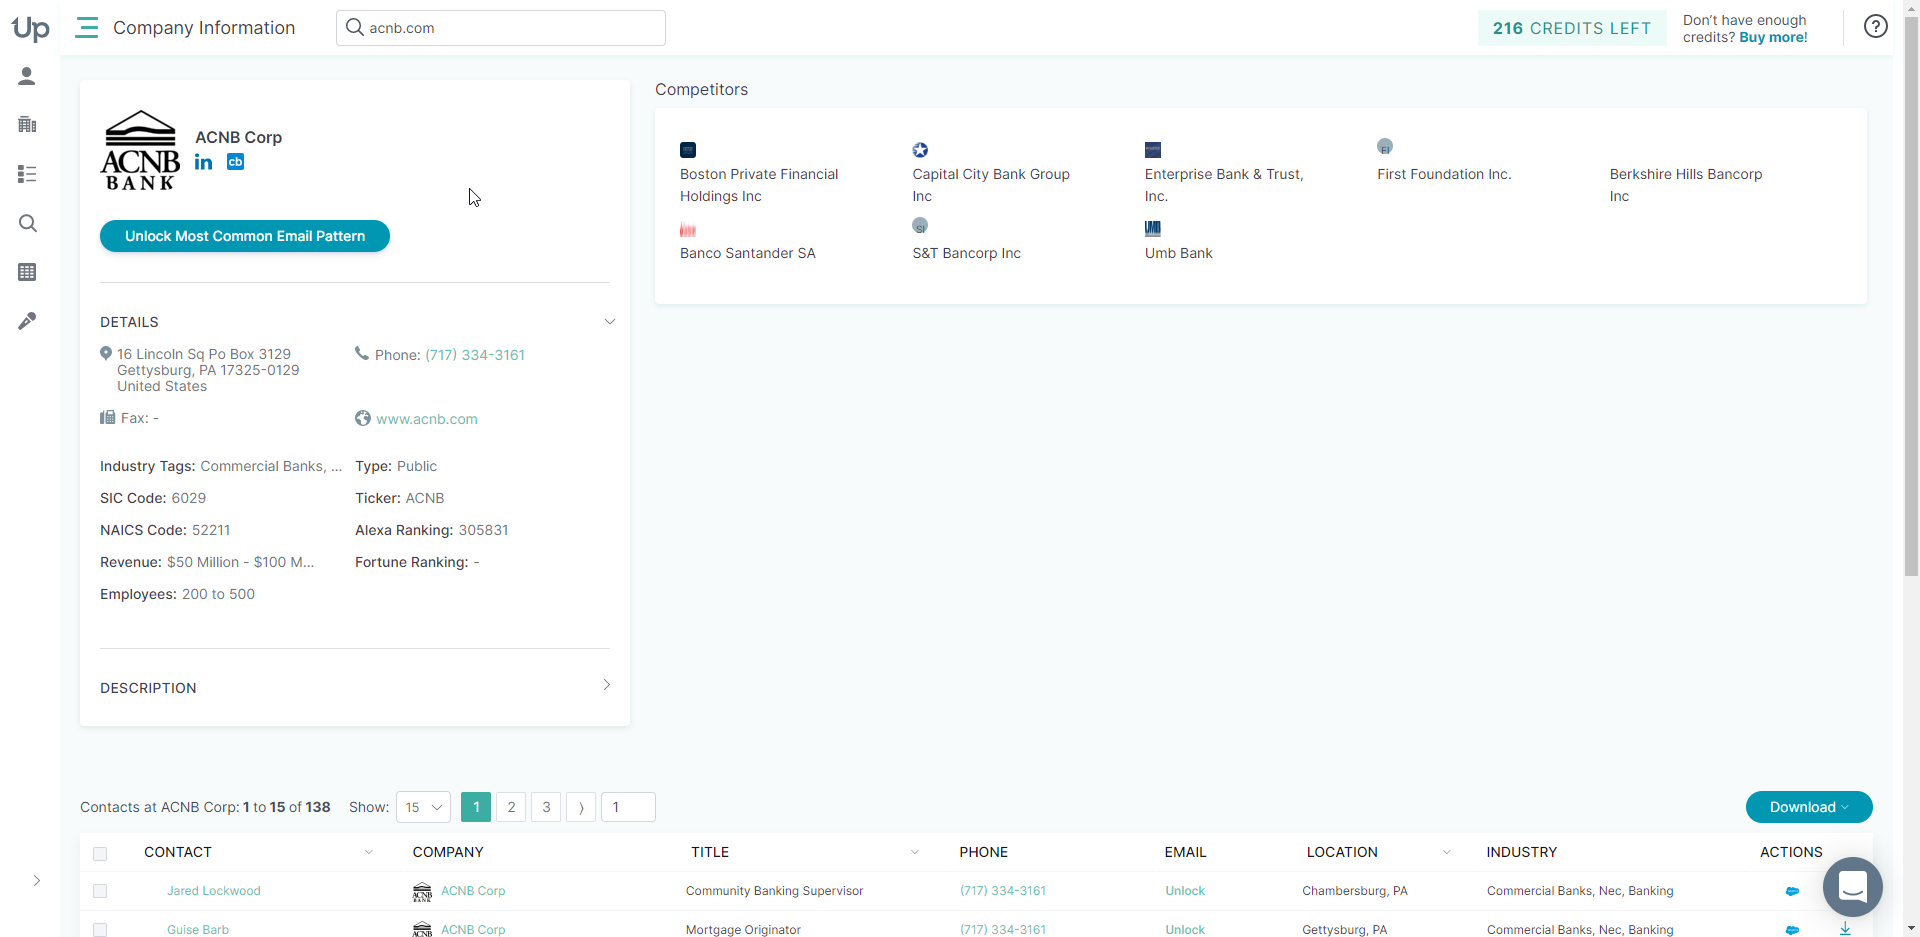 Up
Company Information
acnb.com
216 CREDITS LEFT
Don't have enough
credits? Buy more!
?
ACNB
BANK
ACNB Corp
in
cb
Unlock Most Common Email Pattern
DETAILS
16 Lincoln Sq Po Box 3129
Gettysburg, PA 17325-0129
United States
Phone: (717) 334-3161
Fax: -
www.acnb.com
Industry Tags: Commercial Banks, ...
Type: Public
SIC Code: 6029
Ticker: ACNB
NAICS Code: 52211
Alexa Ranking: 305831
Revenue: $50 Million - $100 M...
Fortune Ranking: -
Employees: 200 to 500
DESCRIPTION
Competitors
Boston Private Financial
Holdings Inc
Capital City Bank Group
Inc
Enterprise Bank & Trust,
Inc.
FI
First Foundation Inc.
Berkshire Hills Bancorp
Inc
Banco Santander SA
SI
S&T Bancorp Inc
UMB
Umb Bank
Contacts at ACNB Corp: 1 to 15 of 138 Show: 15 1 2 3 ⟩ 1
Download
CONTACT COMPANY TITLE PHONE EMAIL LOCATION INDUSTRY ACTIONS
Jared Lockwood ACNB BANK ACNB Corp Community Banking Supervisor (717) 334-3161 Unlock Chambersburg, PA Commercial Banks, Nec, Banking
Guise Barb ACNB ACNB Corp Mortgage Originator (717) 334-3161 Unlock Gettysburg, PA Commercial Banks, Nec, Banking